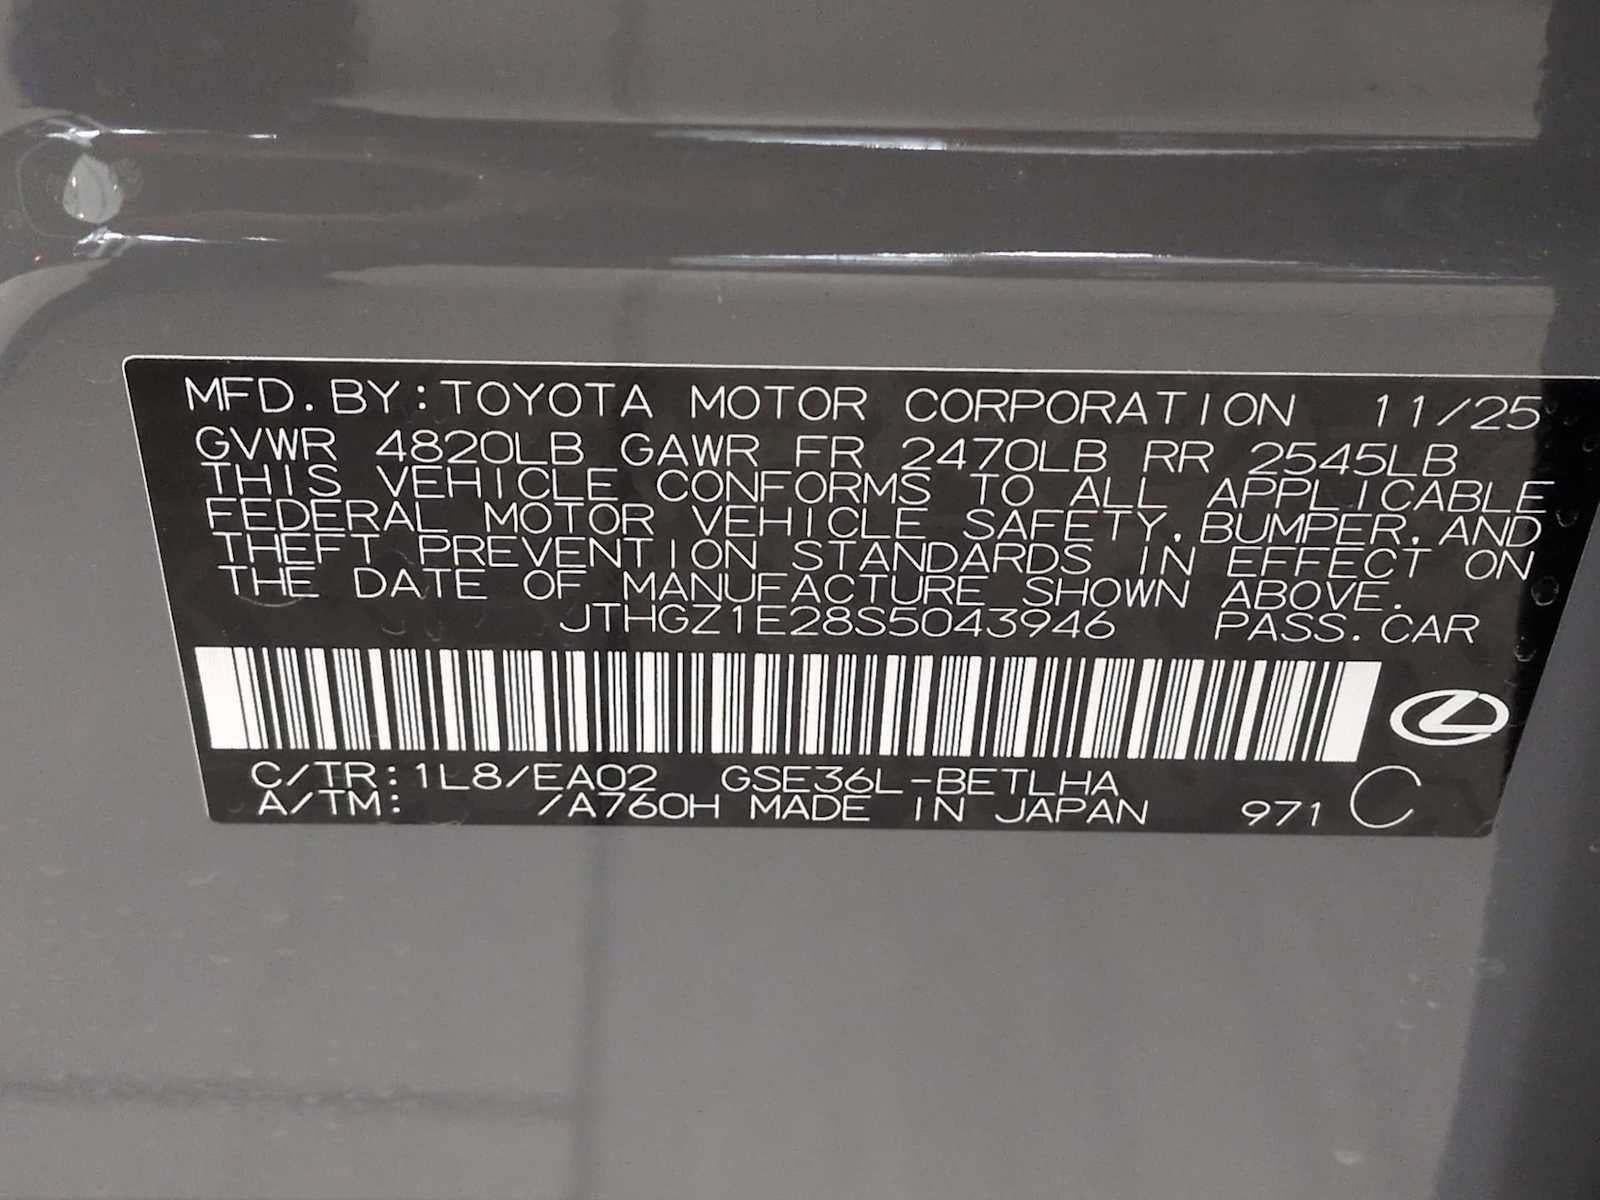 MFD. BY: TOYOTA MOTOR CORPORATION 11/25
GVWR 4820LB GAWR FR 2470LB RR 2545LB
THIS VEHICLE CONFORMS TO ALL APPLICABLE
FEDERAL MOTOR VEHICLE SAFETY, BUMPER, AND
THEFT PREVENTION STANDARDS IN EFFECT ON
THE DATE OF MANUFACTURE SHOWN ABOVE.
JTHGZ1E28S5043946 PASS. CAR
C/TR: 1L8/EA02 GSE36L-BETLHA
A/TM: /A760H MADE IN JAPAN 971 C